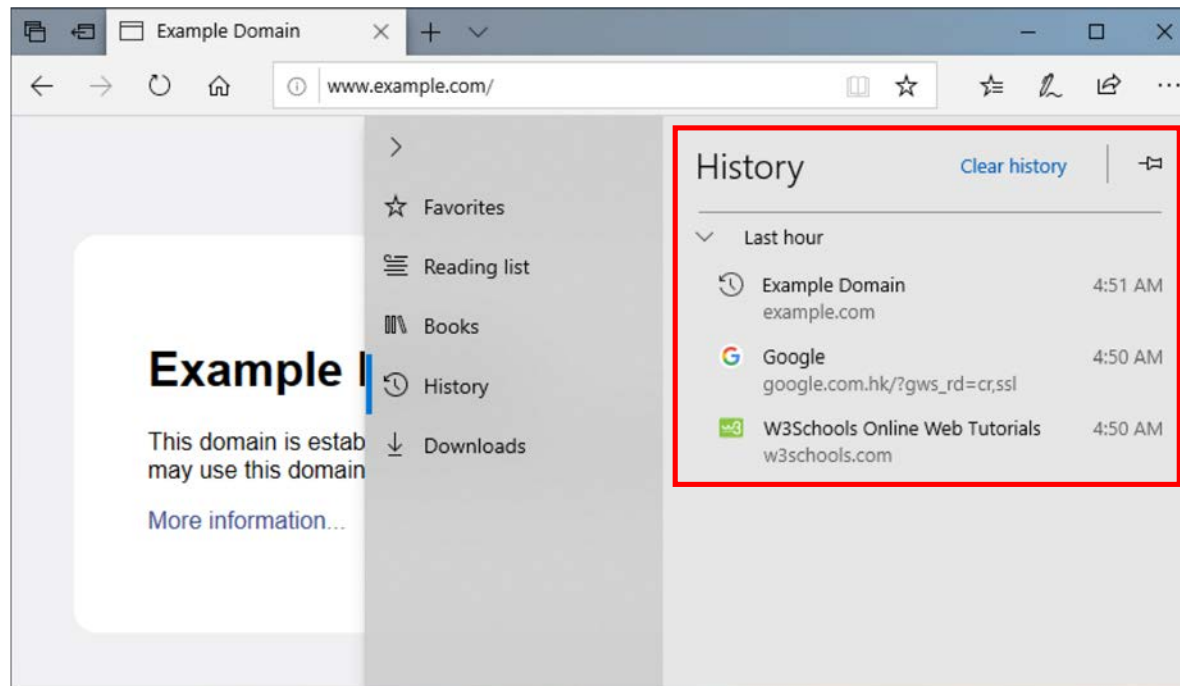 Example Domain
www.example.com/
Example
This domain is estab
may use this domain
More information...
Favorites
Reading list
Books
History
Downloads
History
Clear history
Last hour
Example Domain
4:51 AM
example.com
Google
4:50 AM
google.com.hk/?gws_rd=cr,ssl
W3Schools Online Web Tutorials
4:50 AM
w3schools.com